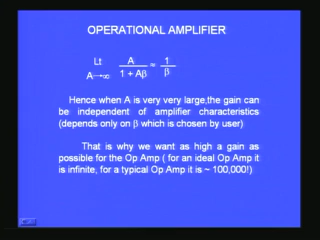 OPERATIONAL AMPLIFIER
Lt A→∞ A / 1 + Aβ ≈ 1 / β
Hence when A is very very large,the gain can
be independent of amplifier characteristics
(depends only on β which is chosen by user)
That is why we want as high a gain as
possible for the Op Amp ( for an ideal Op Amp it
is infinite, for a typical Op Amp it is ~ 100,000!)